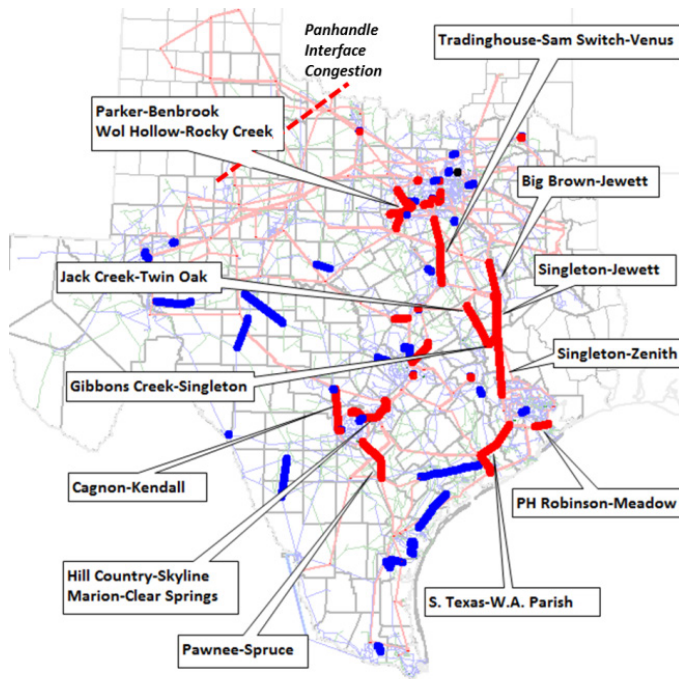 Panhandle
Interface
Congestion
Tradinghouse-Sam Switch-Venus
Parker-Benbrook
Wol Hollow-Rocky Creek
Big Brown-Jewett
Jack Creek-Twin Oak
Singleton-Jewett
Singleton-Zenith
Gibbons Creek-Singleton
Cagnon-Kendall
PH Robinson-Meadow
Hill Country-Skyline
Marion-Clear Springs
S. Texas-W.A. Parish
Pawnee-Spruce